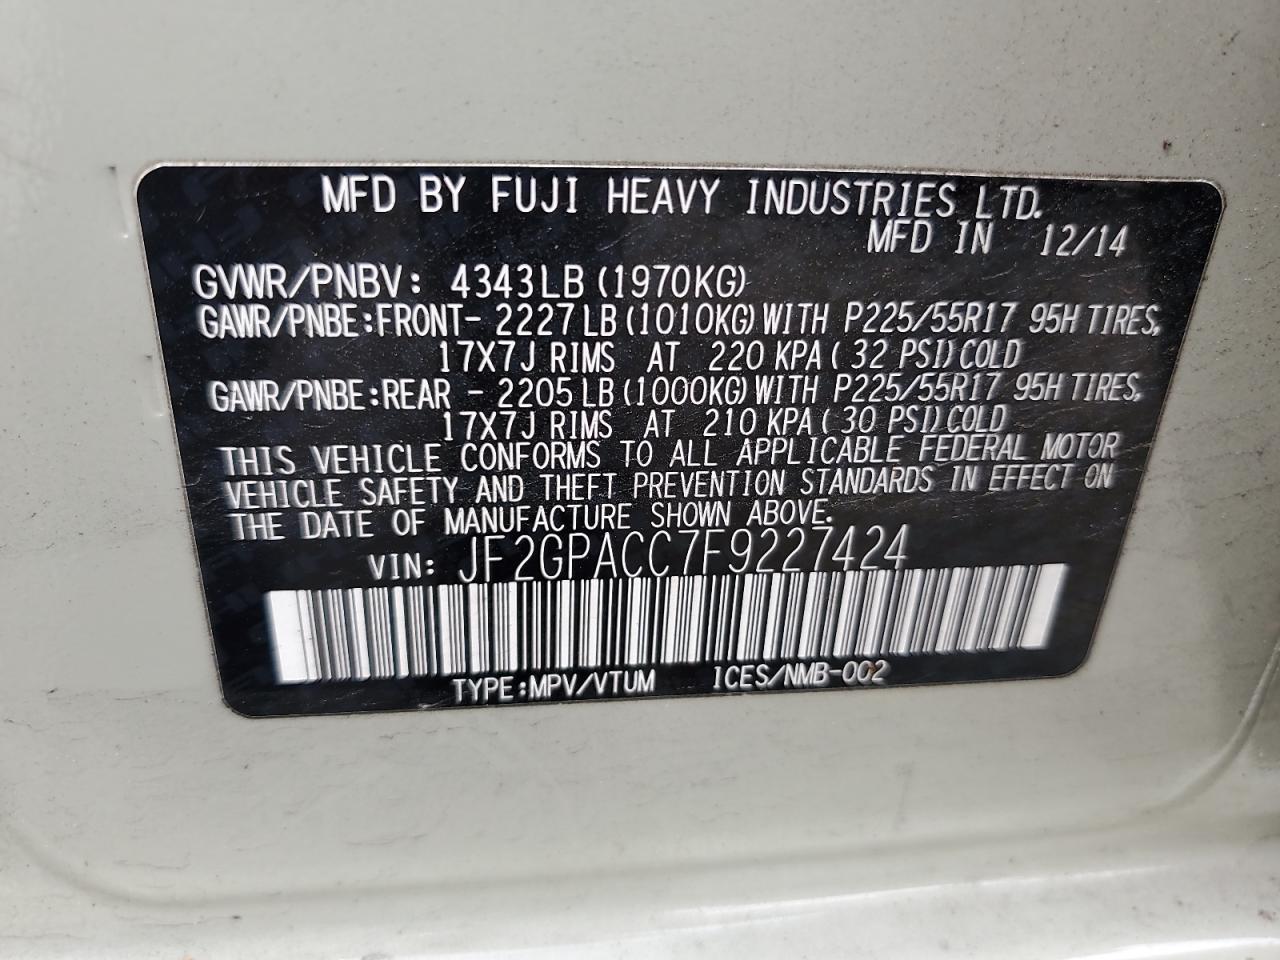 MFD BY FUJI HEAVY INDUSTRIES LTD.
MFD IN 12/14
GVWR/PNBV: 4343LB (1970KG)
GAWR/PNBE:FRONT- 2227LB(1010KG)WITH P225/55R17 95H TIRES,
17X7J RIMS AT 220 KPA( 32 PSI)COLD
GAWR/PNBE:REAR - 2205LB(1000KG)WITH P225/55R17 95H TIRES,
17X7J RIMS AT 210 KPA( 30 PSI)COLD
THIS VEHICLE CONFORMS TO ALL APPLICABLE FEDERAL MOTOR
VEHICLE SAFETY AND THEFT PREVENTION STANDARDS IN EFFECT ON
THE DATE OF MANUFACTURE SHOWN ABOVE.
VIN: JF2GPACC7F9227424
TYPE:MPV/VTUM ICES/NMB-002